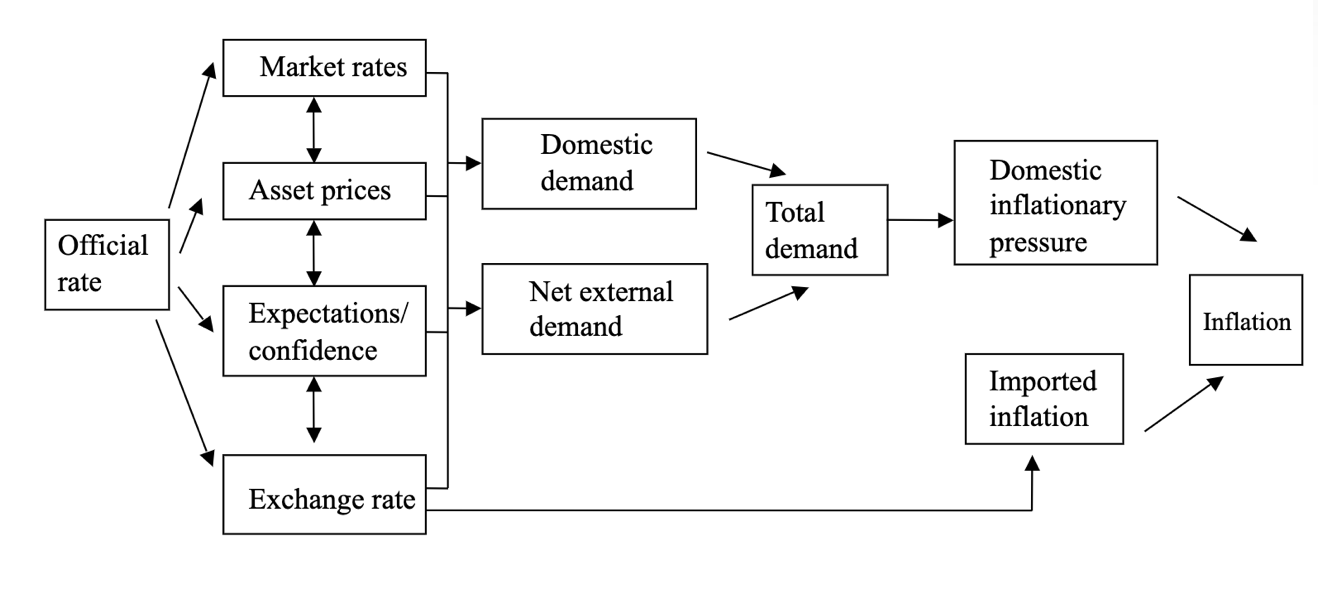 Market rates
Asset prices
Official
rate
Expectations/
confidence
Exchange rate
Domestic
demand
Net external
demand
Total
demand
Domestic
inflationary
pressure
Imported
inflation
Inflation